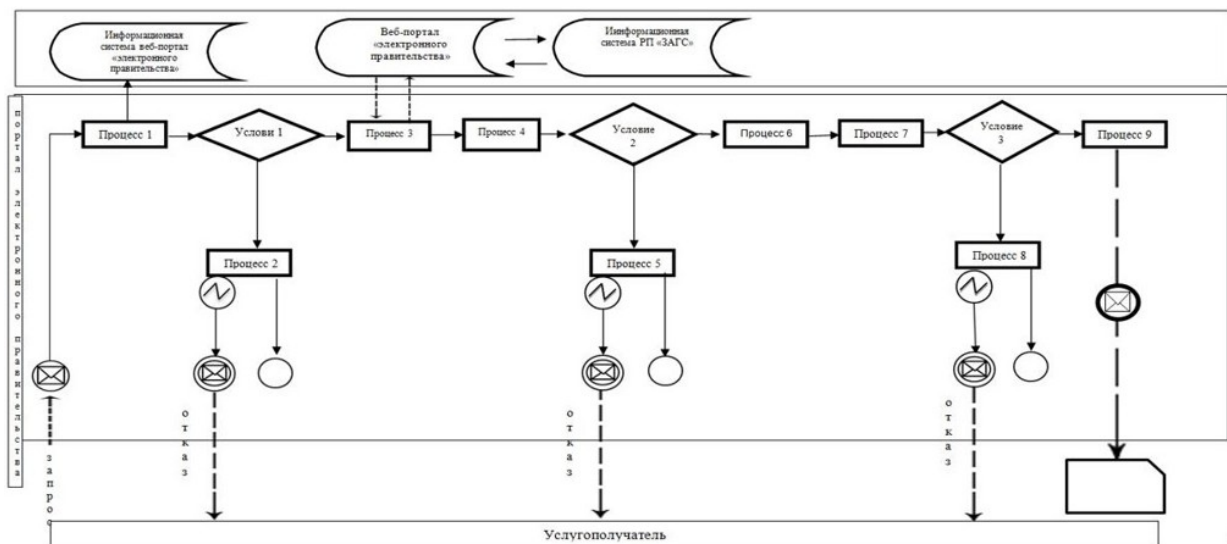 Информационная
система веб-портал
«электронного
правительства»
Веб-портал
«электронного
правительства»
Иинформационная
система РП «ЗАГС»
портал электронного правительства
Процесс 1
Услови 1
Процесс 3
Процесс 4
Условие
2
Процесс 6
Процесс 7
Условие
3
Процесс 9
Процесс 2
Процесс 5
Процесс 8
отказ
отказ
отказ
запрос
Услугополучатель